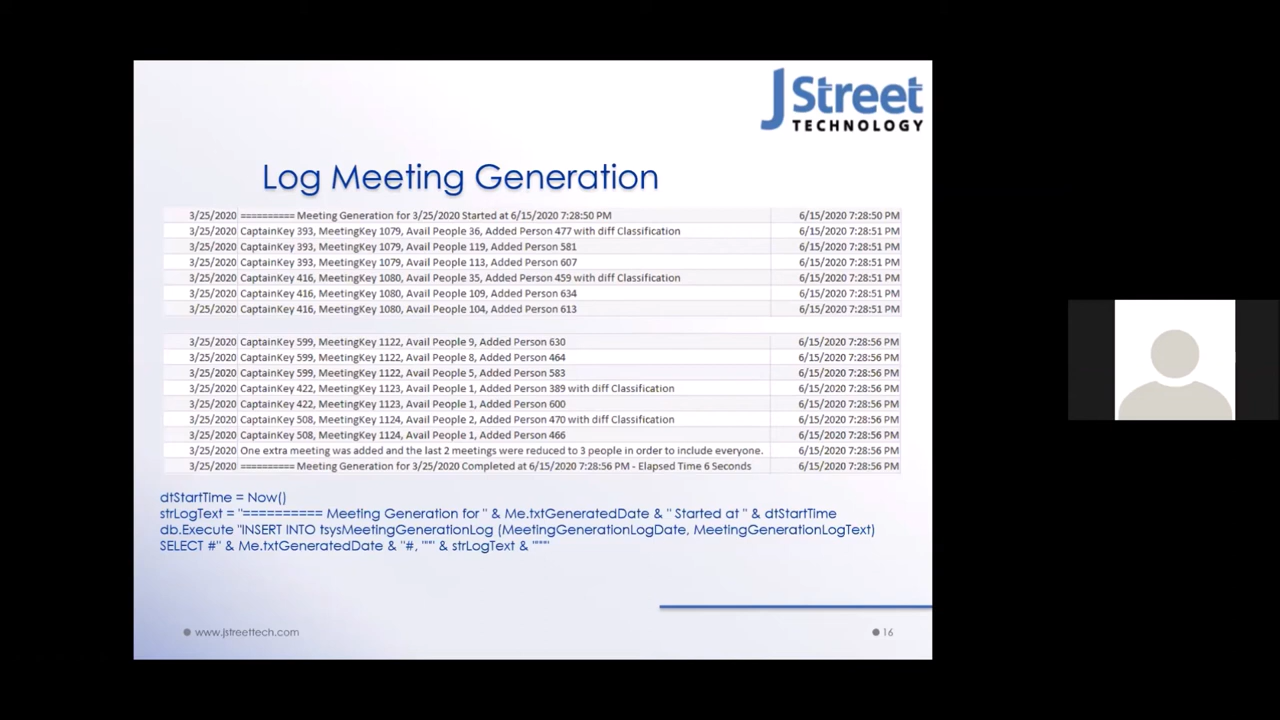 J Street
TECHNOLOGY
Log Meeting Generation
3/25/2020 ========== Meeting Generation for 3/25/2020 Started at 6/15/2020 7:28:50 PM 6/15/2020 7:28:50 PM
3/25/2020 CaptainKey 393, MeetingKey 1079, Avail People 36, Added Person 477 with diff Classification 6/15/2020 7:28:51 PM
3/25/2020 CaptainKey 393, MeetingKey 1079, Avail People 119, Added Person 581 6/15/2020 7:28:51 PM
3/25/2020 CaptainKey 393, MeetingKey 1079, Avail People 113, Added Person 607 6/15/2020 7:28:51 PM
3/25/2020 CaptainKey 416, MeetingKey 1080, Avail People 35, Added Person 459 with diff Classification 6/15/2020 7:28:51 PM
3/25/2020 CaptainKey 416, MeetingKey 1080, Avail People 109, Added Person 634 6/15/2020 7:28:51 PM
3/25/2020 CaptainKey 416, MeetingKey 1080, Avail People 104, Added Person 613 6/15/2020 7:28:51 PM
3/25/2020 CaptainKey 599, MeetingKey 1122, Avail People 9, Added Person 630 6/15/2020 7:28:56 PM
3/25/2020 CaptainKey 599, MeetingKey 1122, Avail People 8, Added Person 464 6/15/2020 7:28:56 PM
3/25/2020 CaptainKey 599, MeetingKey 1122, Avail People 5, Added Person 583 6/15/2020 7:28:56 PM
3/25/2020 CaptainKey 422, MeetingKey 1123, Avail People 1, Added Person 389 with diff Classification 6/15/2020 7:28:56 PM
3/25/2020 CaptainKey 422, MeetingKey 1123, Avail People 1, Added Person 600 6/15/2020 7:28:56 PM
3/25/2020 CaptainKey 508, MeetingKey 1124, Avail People 2, Added Person 470 with diff Classification 6/15/2020 7:28:56 PM
3/25/2020 CaptainKey 508, MeetingKey 1124, Avail People 1, Added Person 466 6/15/2020 7:28:56 PM
3/25/2020 One extra meeting was added and the last 2 meetings were reduced to 3 people in order to include everyone. 6/15/2020 7:28:56 PM
3/25/2020 ========== Meeting Generation for 3/25/2020 Completed at 6/15/2020 7:28:56 PM - Elapsed Time 6 Seconds 6/15/2020 7:28:56 PM
dtStartTime = Now()
strLogText = "========== Meeting Generation for " & Me.txtGeneratedDate & " Started at " & dtStartTime
db.Execute "INSERT INTO tsysMeetingGenerationLog (MeetingGenerationLogDate, MeetingGenerationLogText)
SELECT #" & Me.txtGeneratedDate & "#, """ & strLogText & """"
www.jstreettech.com
16